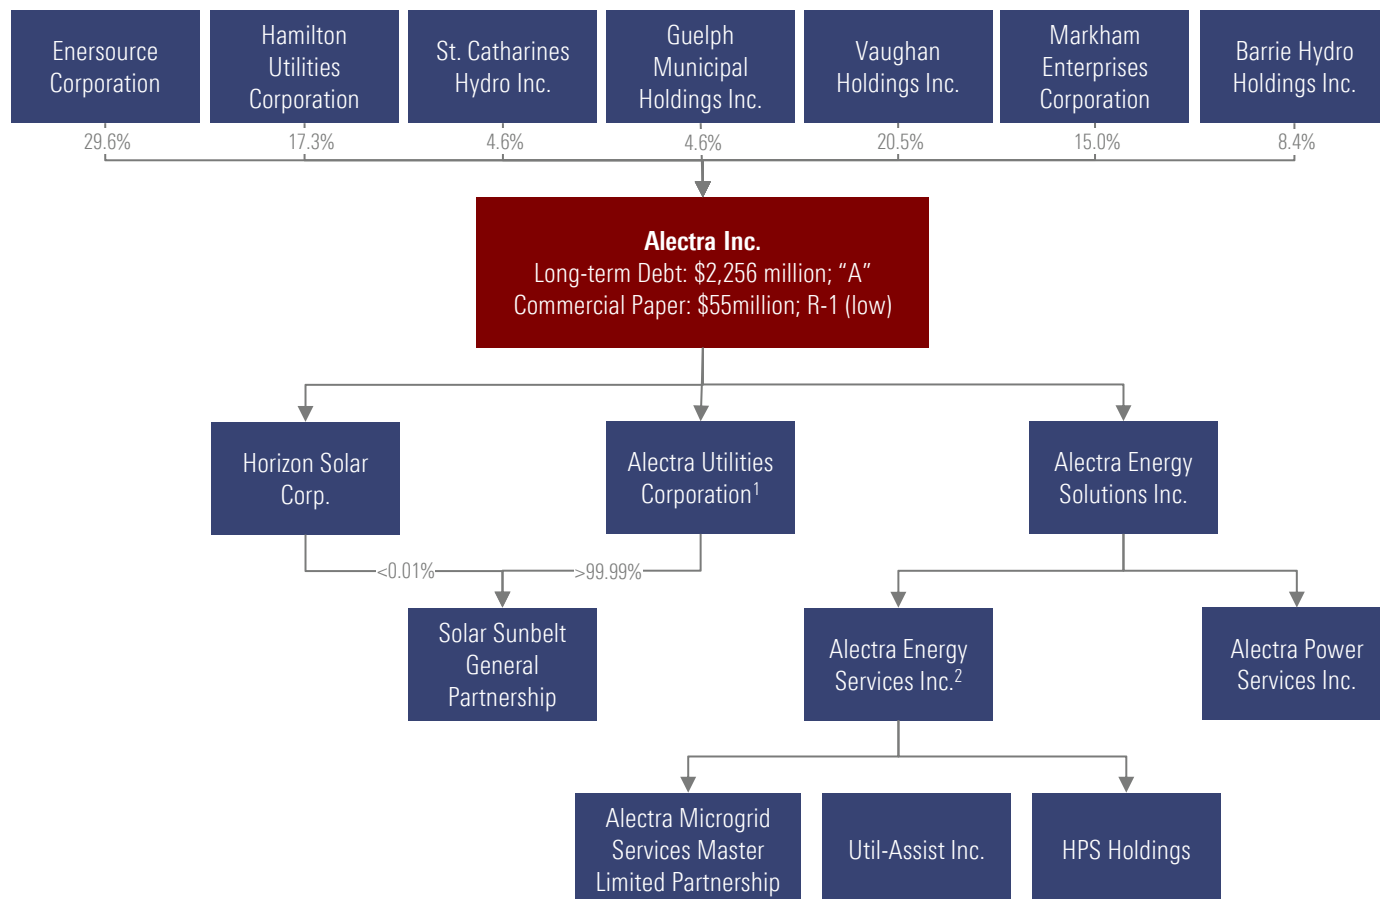 Enersource
Corporation
Hamilton
Utilities
Corporation
St. Catharines
Hydro Inc.
Guelph
Municipal
Holdings Inc.
Vaughan
Holdings Inc.
Markham
Enterprises
Corporation
Barrie Hydro
Holdings Inc.
29.6%
17.3%
4.6%
4.6%
20.5%
15.0%
8.4%
Alectra Inc.
Long-term Debt: $2,256 million; “A”
Commercial Paper: $55million; R-1 (low)
Horizon Solar
Corp.
Alectra Utilities
Corporation1
Alectra Energy
Solutions Inc.
<0.01%
>99.99%
Solar Sunbelt
General
Partnership
Alectra Energy
Services Inc.2
Alectra Power
Services Inc.
Alectra Microgrid
Services Master
Limited Partnership
Util-Assist Inc.
HPS Holdings